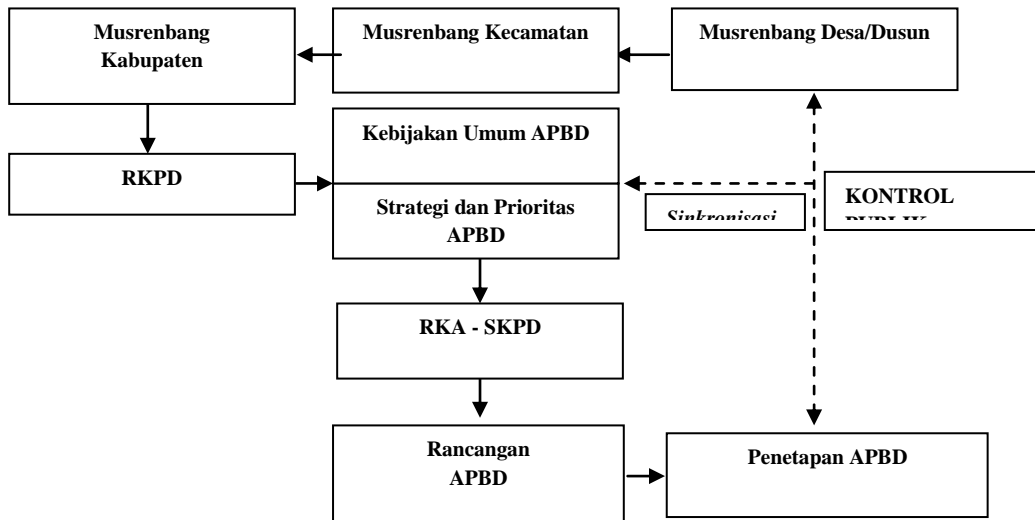 Musrenbang
Kabupaten
Musrenbang Kecamatan
Musrenbang Desa/Dusun
Kebijakan Umum APBD
RKPD
Strategi dan Prioritas
APBD
Sinkronisasi
KONTROL
RKA - SKPD
Rancangan
APBD
Penetapan APBD